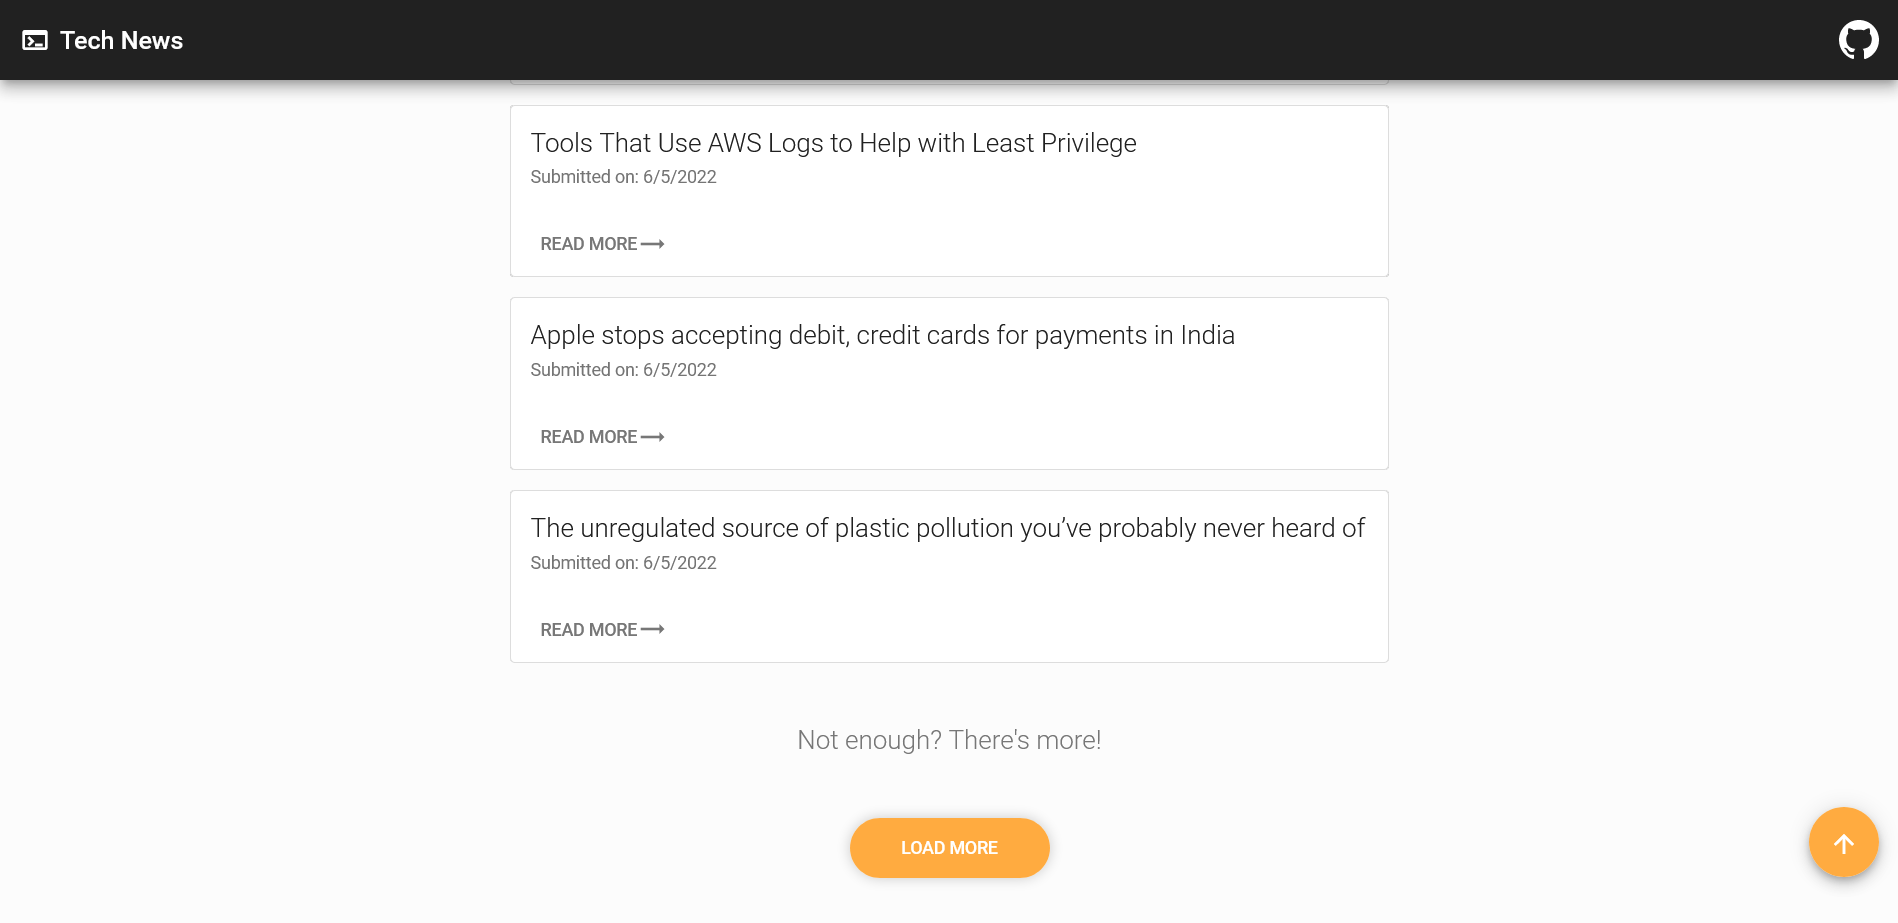 Tech News
Tools That Use AWS Logs to Help with Least Privilege
Submitted on: 6/5/2022
READ MORE
Apple stops accepting debit, credit cards for payments in India
Submitted on: 6/5/2022
READ MORE
The unregulated source of plastic pollution you’ve probably never heard of
Submitted on: 6/5/2022
READ MORE
Not enough? There's more!
LOAD MORE